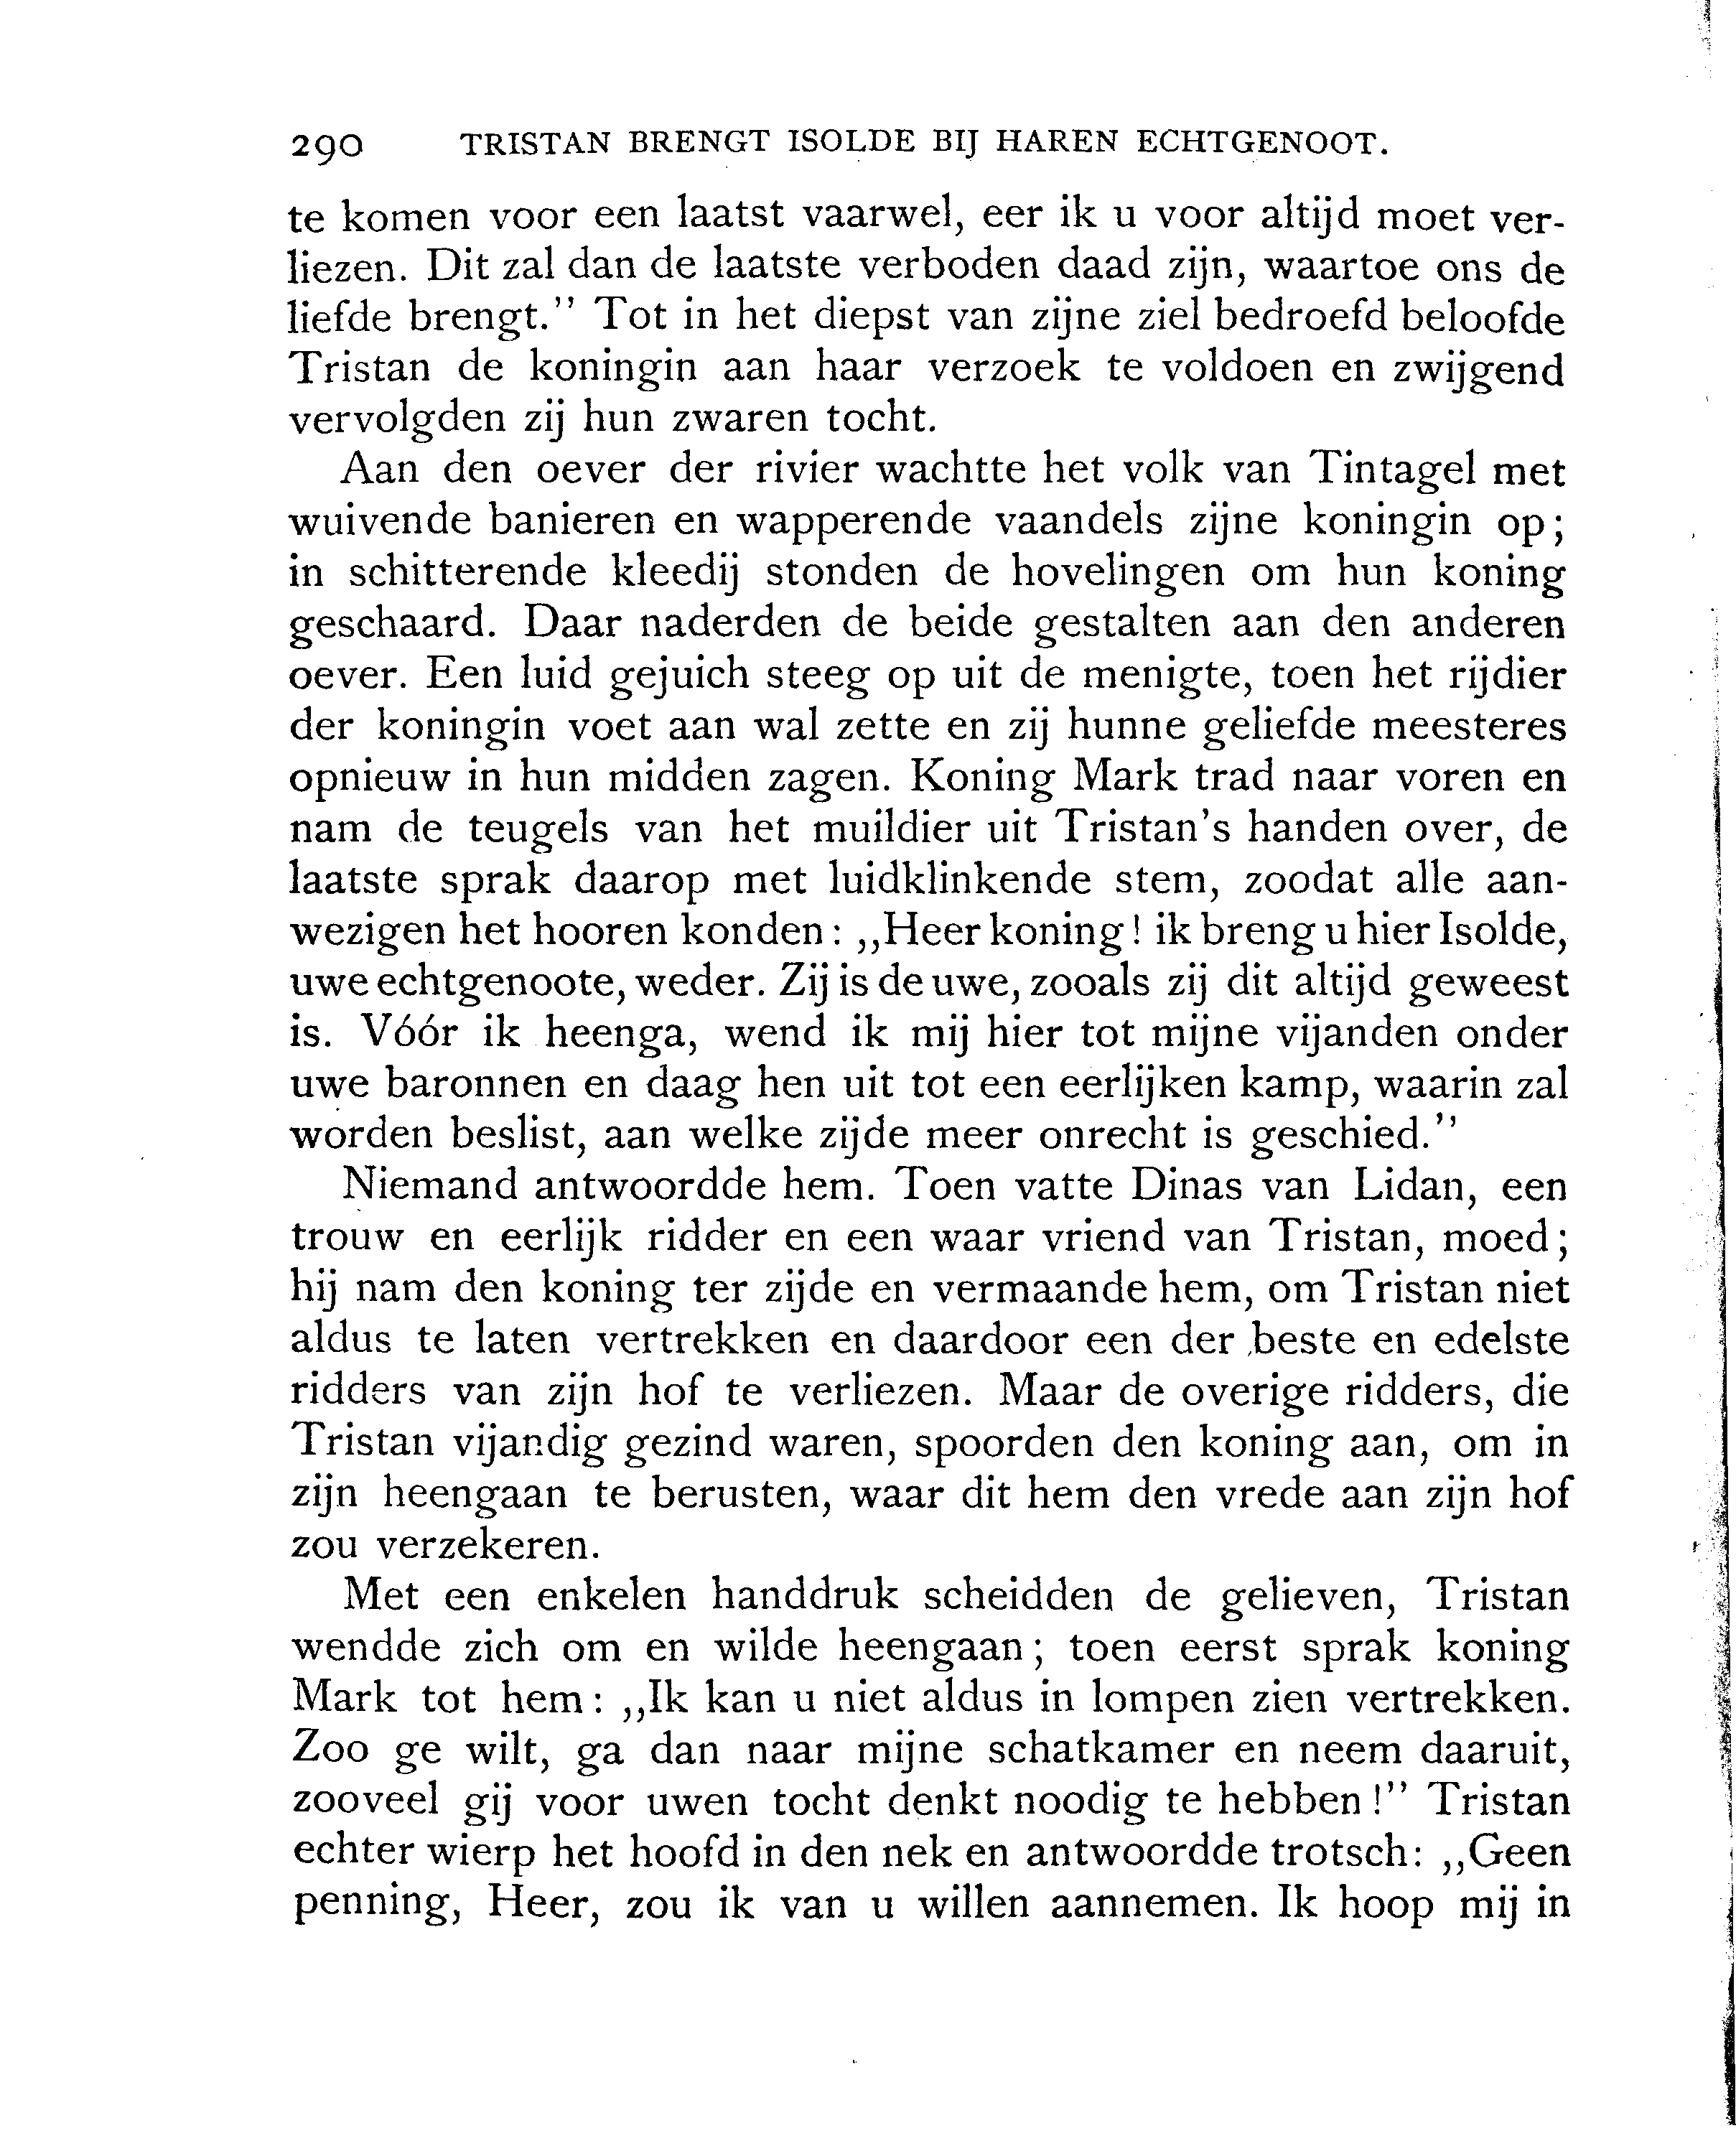 290 TRISTAN BRENGT ISOLDE BIJ HAREN ECHTGENOOT.
te komen voor een laatst vaarwel, eer ik u voor altijd moet ver-
liezen. Dit zal dan de laatste verboden daad zijn, waartoe ons de
liefde brengt.” Tot in het diepst van zijne ziel bedroefd beloofde
Tristan de koningin aan haar verzoek te voldoen en zwijgend
vervolgden zij hun zwaren tocht.
Aan den oever der rivier wachtte het volk van Tintagel met
wuivende banieren en wapperende vaandels zijne koningin op;
in schitterende kleedij stonden de hovelingen om hun koning
geschaard. Daar naderden de beide gestalten aan den anderen
oever. Een luid gejuich steeg op uit de menigte, toen het rijdier
der koningin voet aan wal zette en zij hunne geliefde meesteres
opnieuw in hun midden zagen. Koning Mark trad naar voren en
nam de teugels van het muildier uit Tristan's handen over, de
laatste sprak daarop met luidklinkende stem, zoodat alle aan-
wezigen het hooren konden: ,,Heer koning! ik breng u hier Isolde,
uwe echtgenoote, weder. Zij is de uwe, zooals zij dit altijd geweest
is. Vóór ik heenga, wend ik mij hier tot mijne vijanden onder
uwe baronnen en daag hen uit tot een eerlijken kamp, waarin zal
worden beslist, aan welke zijde meer onrecht is geschied.”
Niemand antwoordde hem. Toen vatte Dinas van Lidan, een
trouw en eerlijk ridder en een waar vriend van Tristan, moed;
hij nam den koning ter zijde en vermaande hem, om Tristan niet
aldus te laten vertrekken en daardoor een der beste en edelste
ridders van zijn hof te verliezen. Maar de overige ridders, die
Tristan vijandig gezind waren, spoorden den koning aan, om in
zijn heengaan te berusten, waar dit hem den vrede aan zijn hof
zou verzekeren.
Met een enkelen handdruk scheidden de gelieven, Tristan
wendde zich om en wilde heengaan; toen eerst sprak koning
Mark tot hem: ,,Ik kan u niet aldus in lompen zien vertrekken.
Zoo ge wilt, ga dan naar mijne schatkamer en neem daaruit,
zooveel gij voor uwen tocht denkt noodig te hebben!” Tristan
echter wierp het hoofd in den nek en antwoordde trotsch: ,,Geen
penning, Heer, zou ik van u willen aannemen. Ik hoop mij in